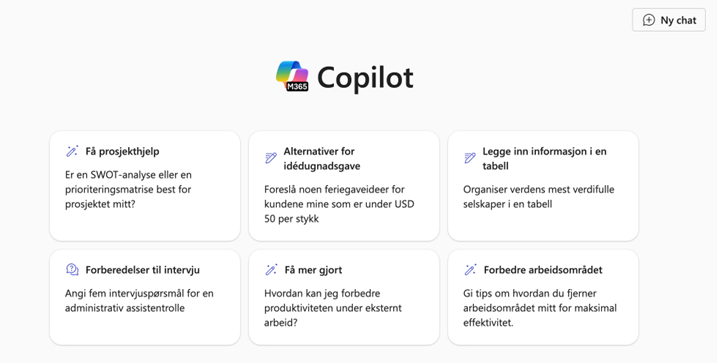 Ny chat
M365
Copilot
Få prosjekthjelp
Er en SWOT-analyse eller en
prioriteringsmatrise best for
prosjektet mitt?
Alternativer for
idédugnadsgave
Foreslå noen feriegaveideer for
kundene mine som er under USD
50 per stykk
Legge inn informasjon i en
tabell
Organiser verdens mest verdifulle
selskaper i en tabell
Forberedelser til intervju
Angi fem intervjuspørsmål for en
administrativ assistentrolle
Få mer gjort
Hvordan kan jeg forbedre
produktiviteten under eksternt
arbeid?
Forbedre arbeidsområdet
Gi tips om hvordan du fjerner
arbeidsområdet mitt for maksimal
effektivitet.